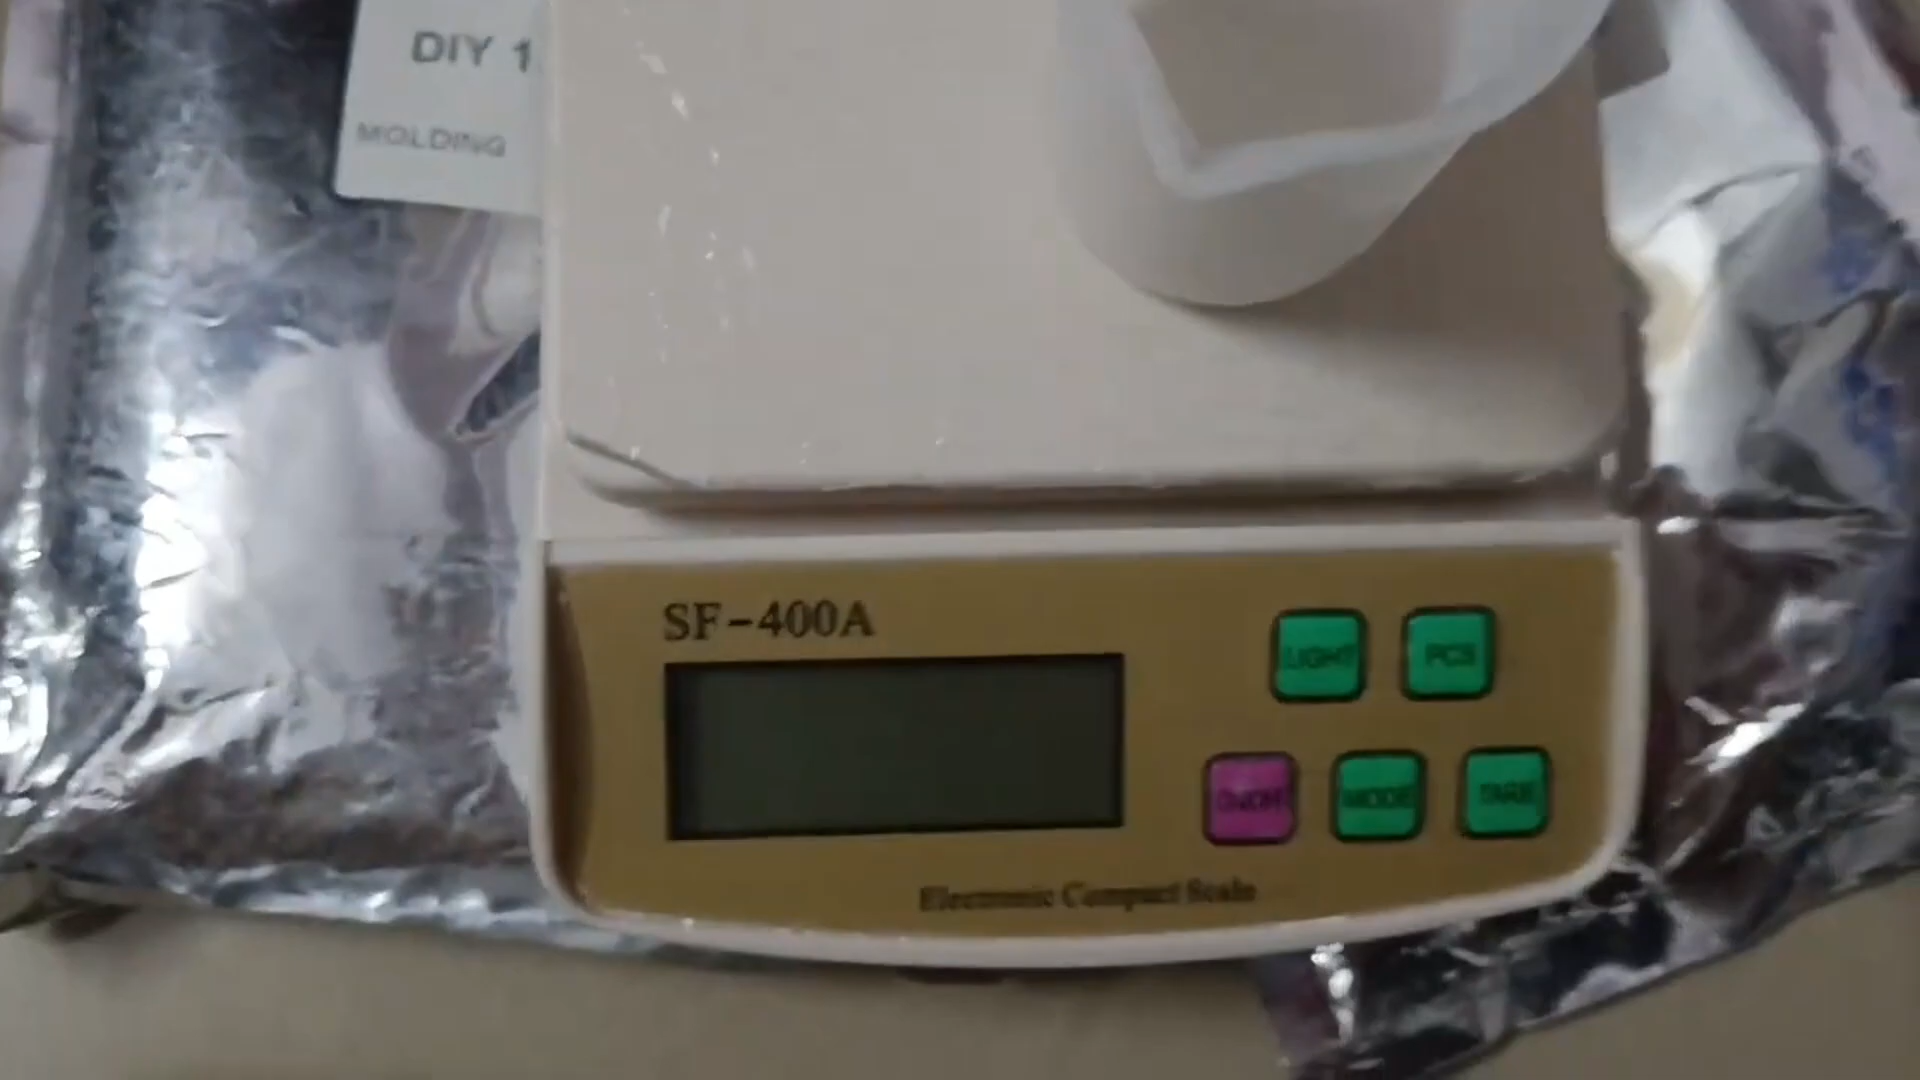 DIY 1
MOLDING
SF-400A
LIGHT
PCS
ON/OFF
MODE
TARE
Electronic Compact Scale